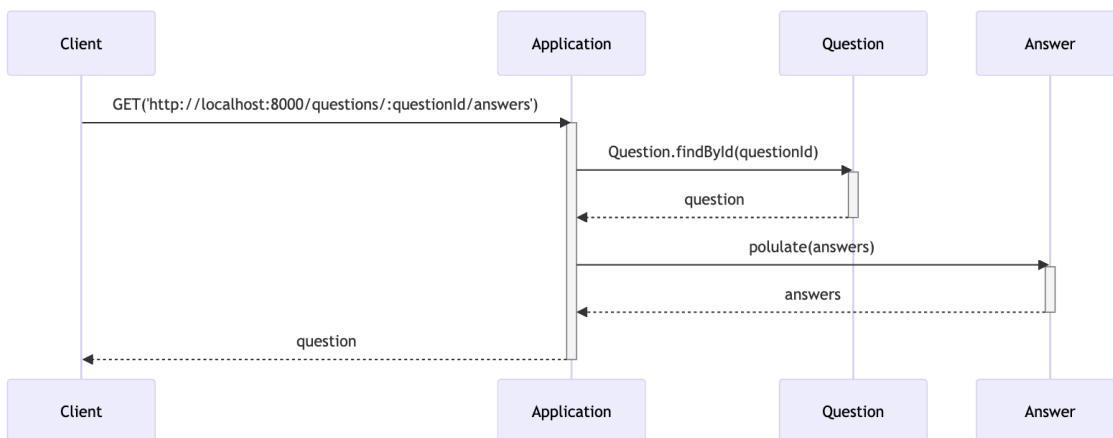 Client
Application
Question
Answer
GET('http://localhost:8000/questions/:questionId/answers')
Question.findById(questionId)
question
polulate(answers)
answers
question
Client
Application
Question
Answer